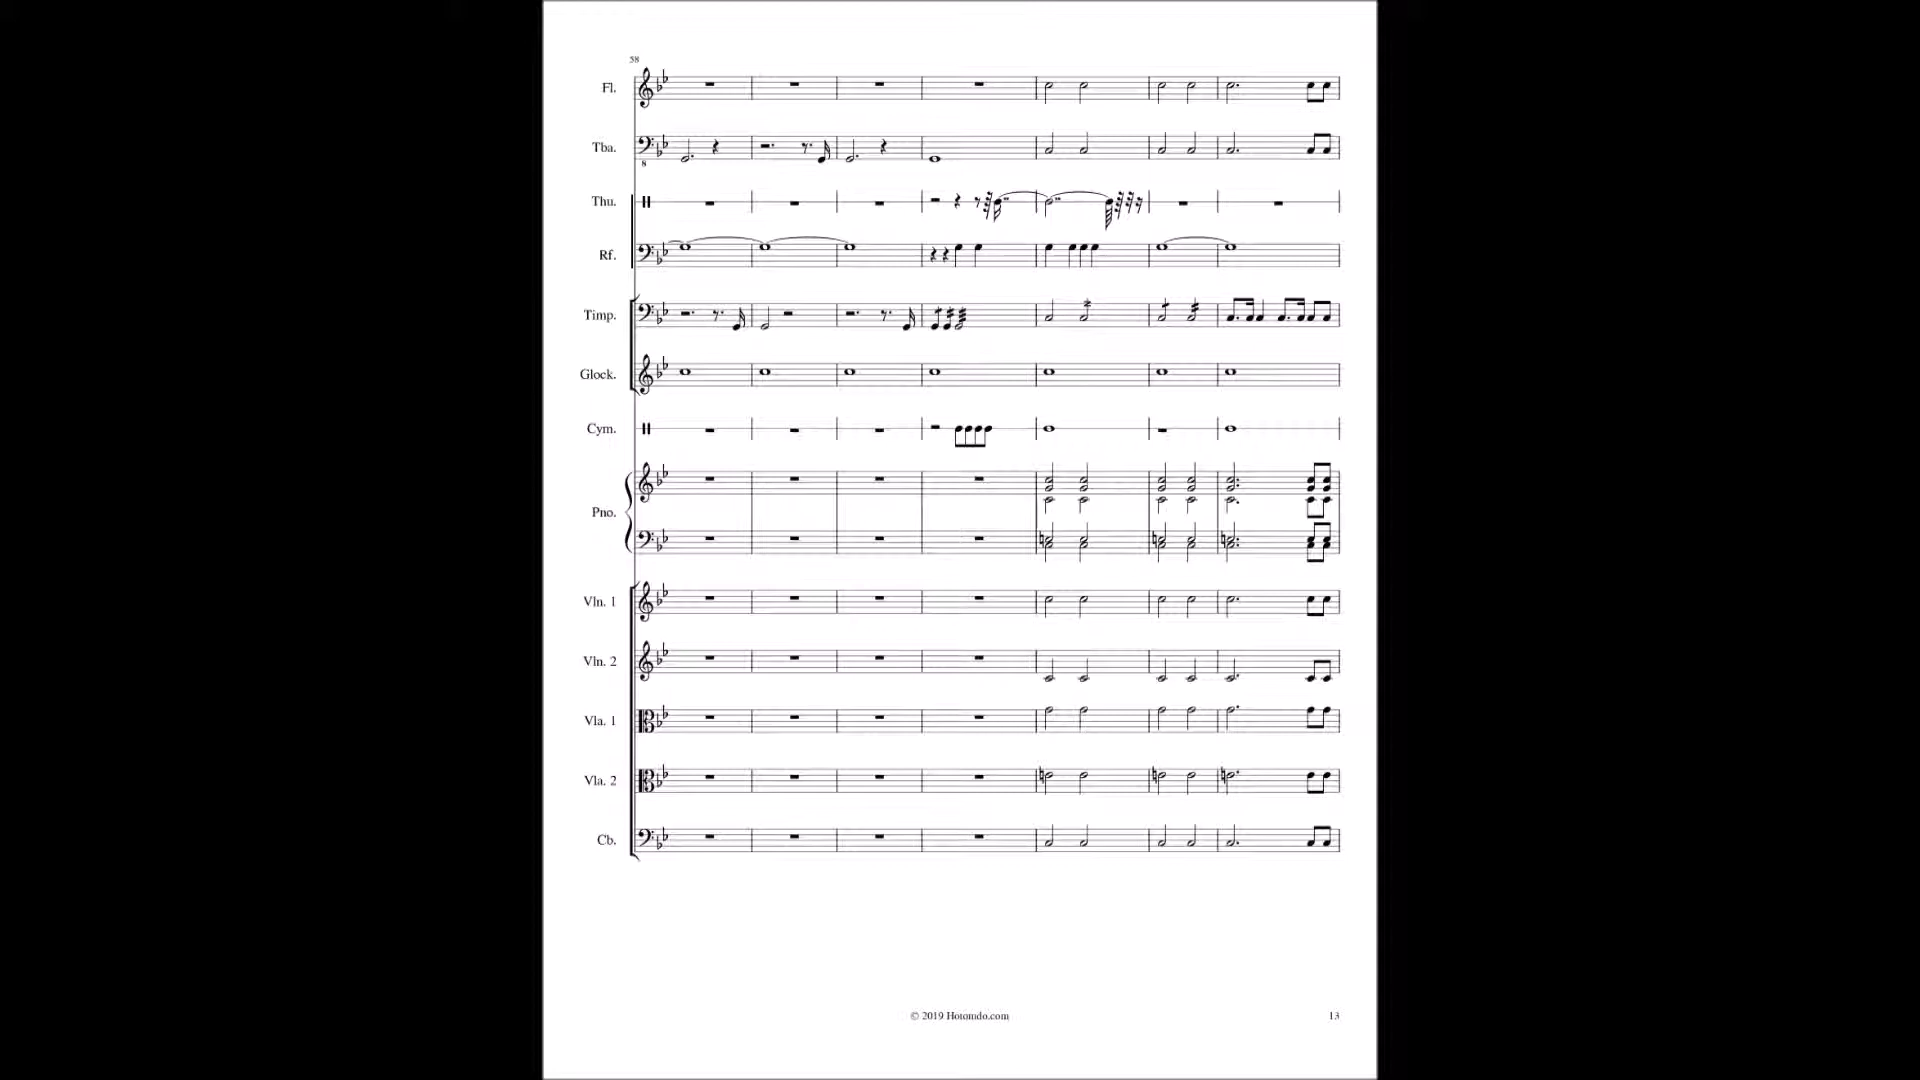 58
Fl.
Tba.
8
Thu.
Rf.
Timp.
Glock.
Cym.
Pno.
Vln. 1
Vln. 2
Vla. 1
Vla. 2
Cb.
© 2019 Hotomdo.com
13